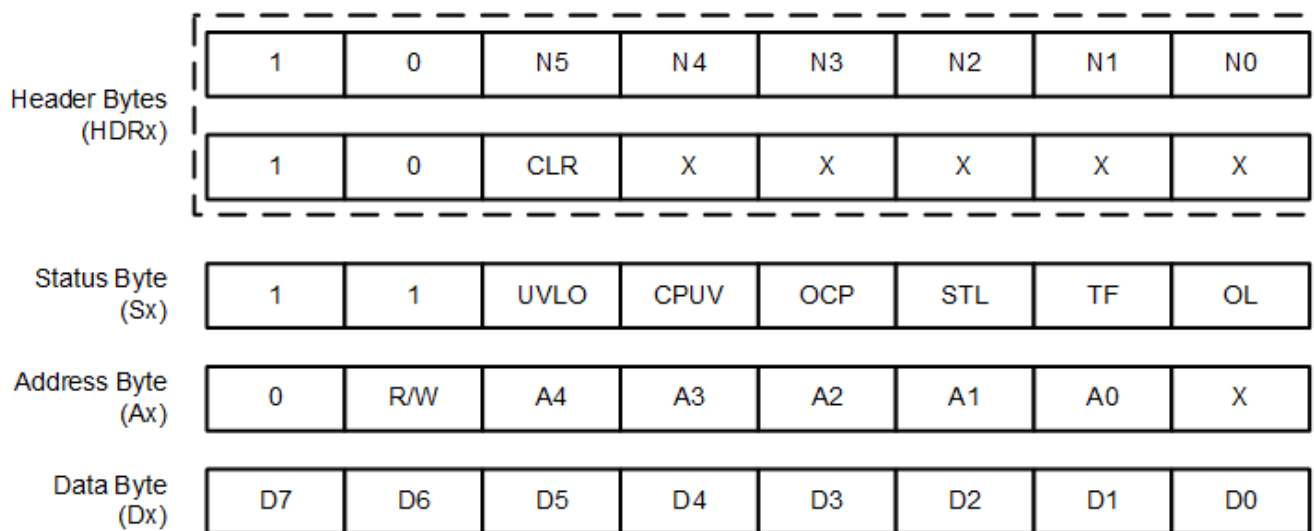 1 0 N5 N4 N3 N2 N1 N0
Header Bytes
(HDRx)
1 0 CLR X X X X X
Status Byte
(Sx)
1 1 UVLO CPUV OCP STL TF OL
Address Byte
(Ax)
0 R/W A4 A3 A2 A1 A0 X
Data Byte
(Dx)
D7 D6 D5 D4 D3 D2 D1 D0